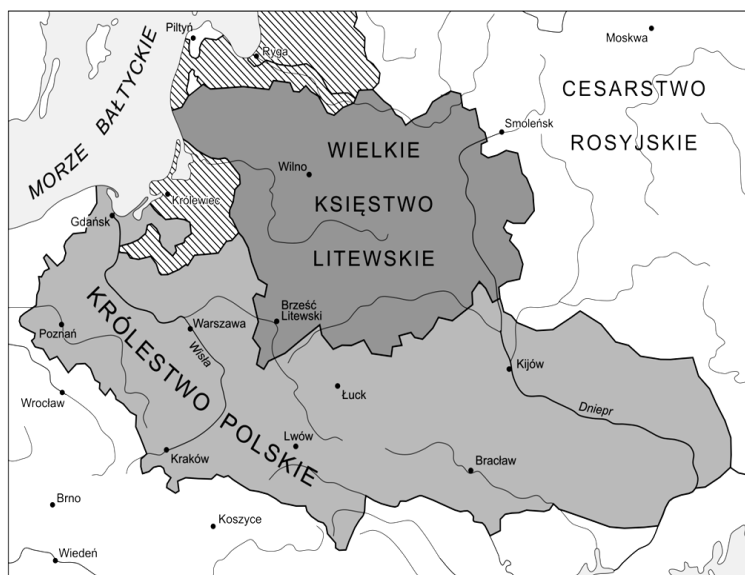 Piltyń
Ryga
Moskwa
MORZE BAŁTYCKIE
CESARSTWO
ROSYJSKIE
Smoleńsk
WIELKIE
KSIĘSTWO
LITEWSKIE
Wilno
Królewiec
Gdańsk
KRÓLESTWO POLSKIE
Brześć
Litewski
Warszawa
Wisła
Poznań
Kijów
Wrocław
Łuck
Dniepr
Lwów
Kraków
Bracław
Brno
Koszyce
Wiedeń